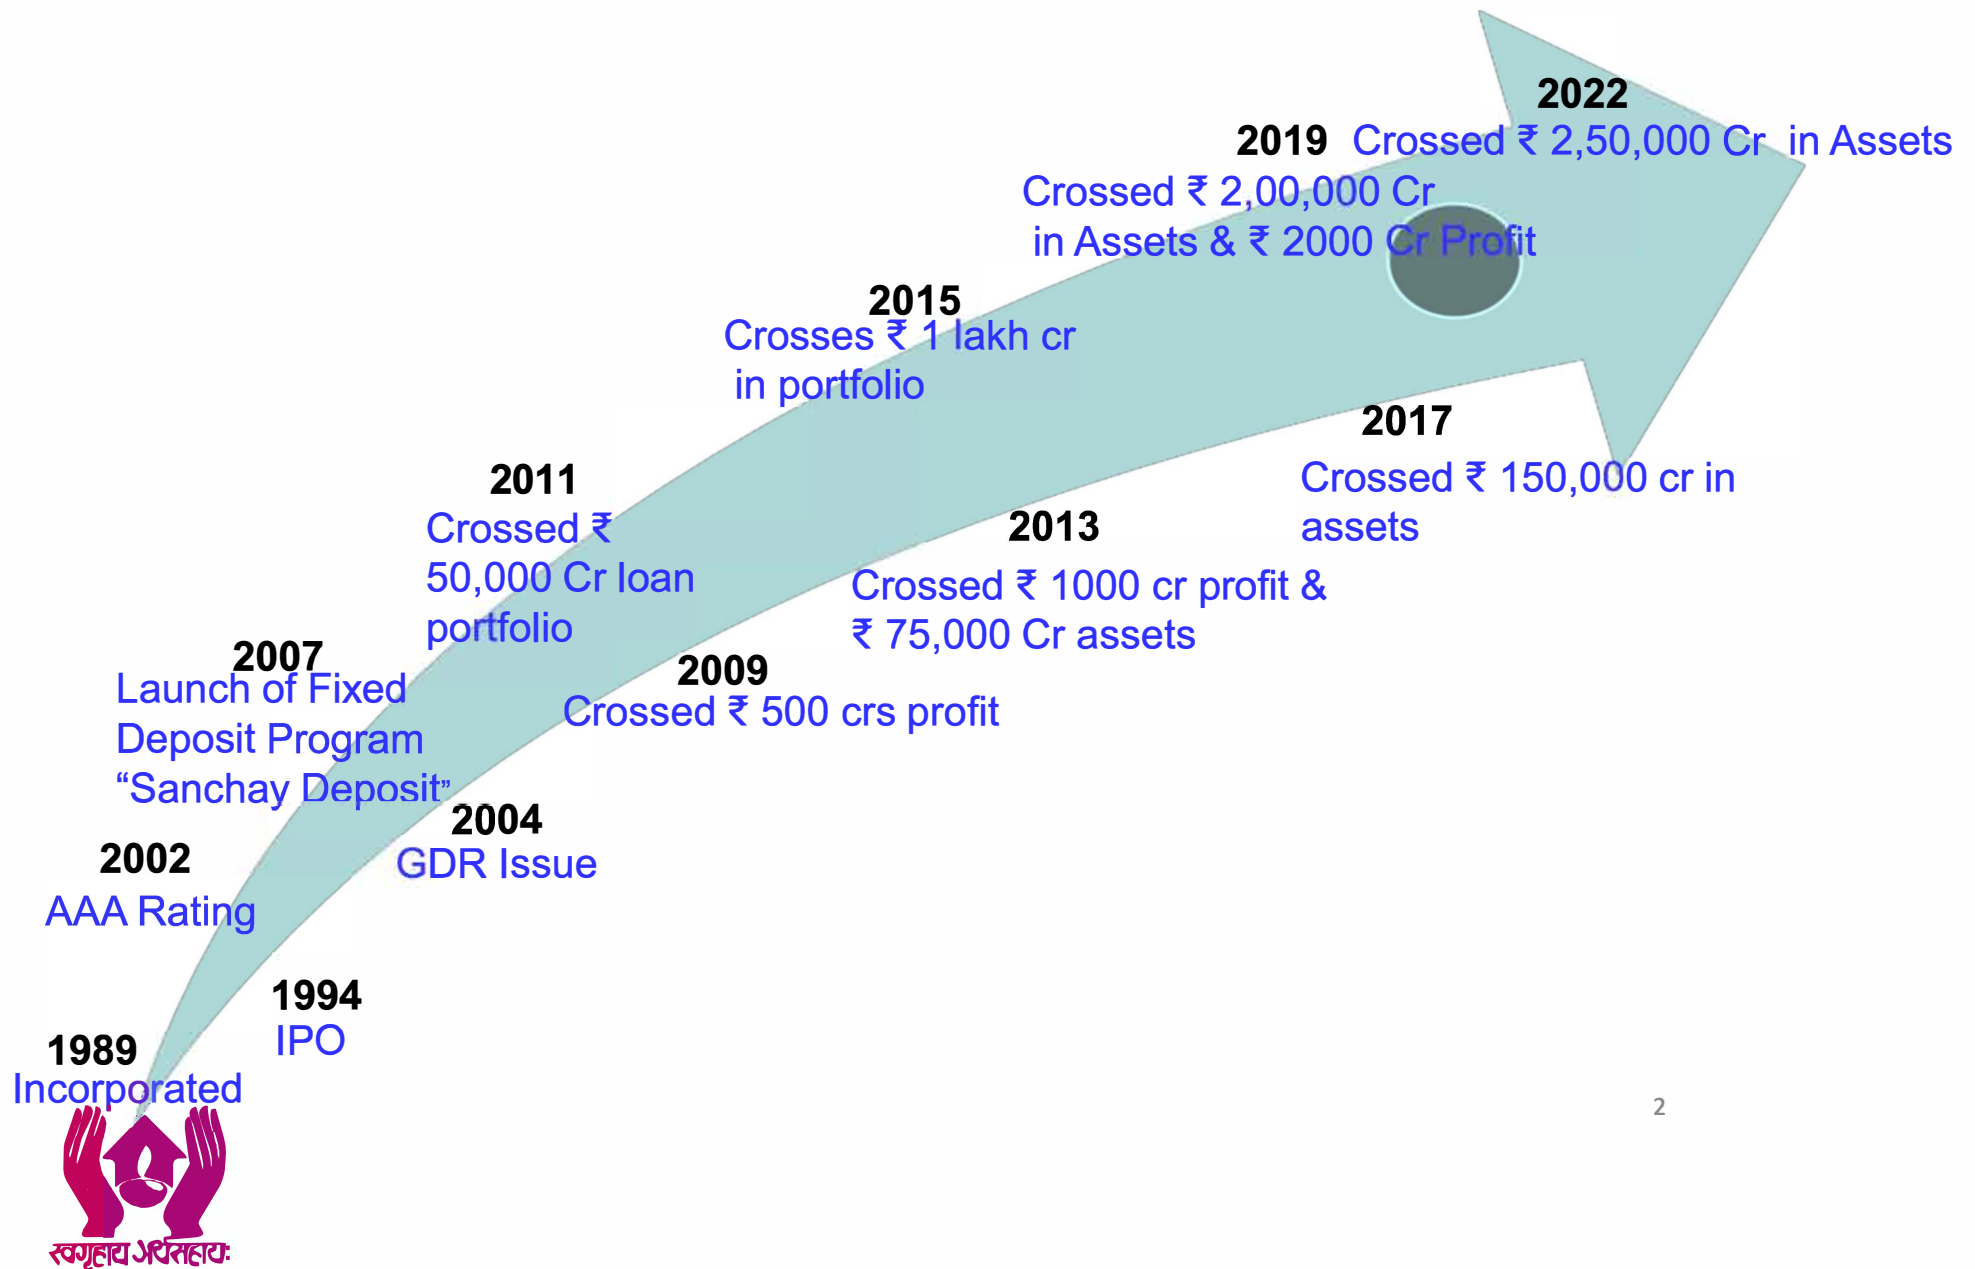 2022
2019 Crossed ₹ 2,50,000 Cr in Assets
Crossed ₹ 2,00,000 Cr
in Assets & ₹ 2000 Cr Profit
2015
Crosses ₹ 1 lakh cr
in portfolio
2017
Crossed ₹ 150,000 cr in
assets
2011
Crossed ₹
50,000 Cr loan
portfolio
2013
Crossed ₹ 1000 cr profit &
₹ 75,000 Cr assets
2007
Launch of Fixed
Deposit Program
“Sanchay Deposit”
2009
Crossed ₹ 500 crs profit
2004
GDR Issue
2002
AAA Rating
1994
IPO
1989
Incorporated
2
स्वगृहाय अर्थसहायः